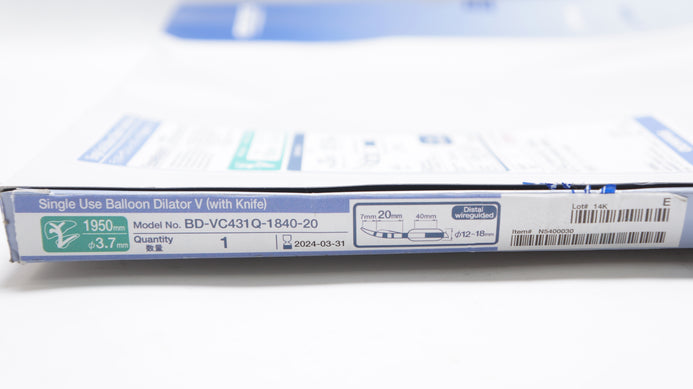 Single Use Balloon Dilator V (with Knife)
1950mm
φ3.7mm
Model No. BD-VC431Q-1840-20
Quantity
数量
1
2024-03-31
7mm 20mm 40mm
Distal
wireguided
φ12-18mm
Lot# 14K
E
Item# N5400030